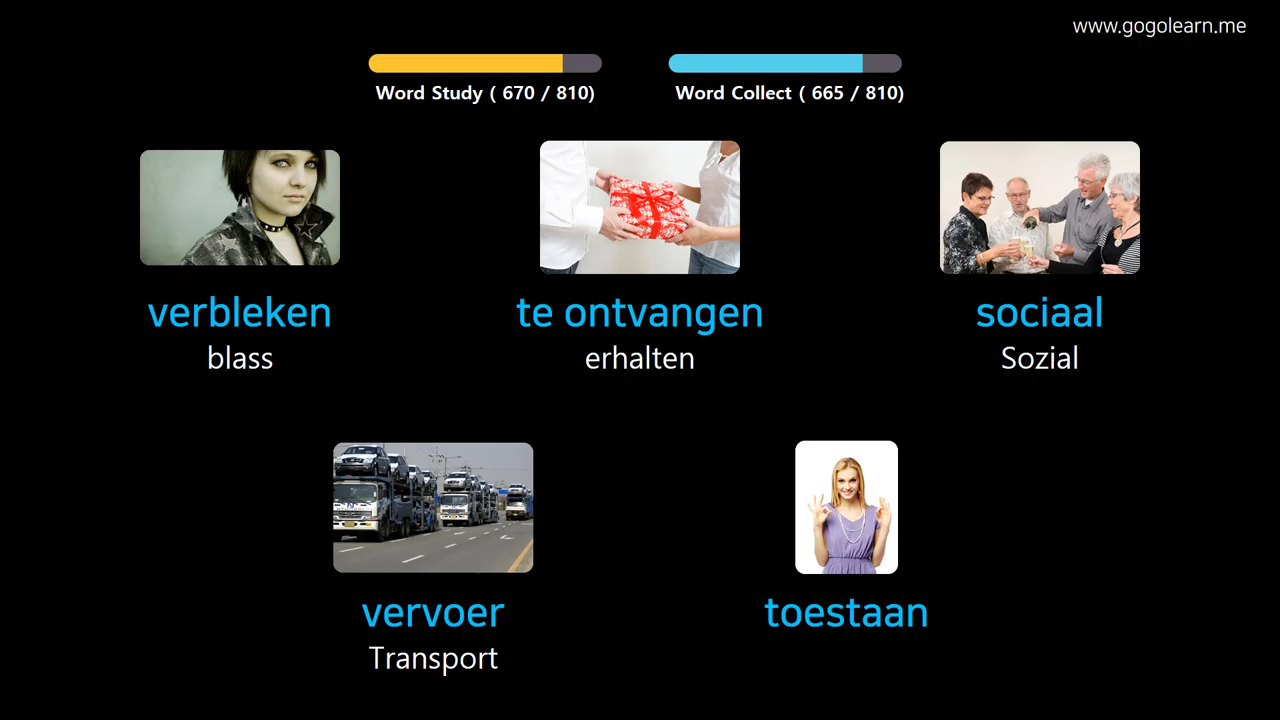 www.gogolearn.me
Word Study ( 670 / 810)
Word Collect ( 665 / 810)
verbleken
blass
te ontvangen
erhalten
sociaal
Sozial
vervoer
Transport
toestaan